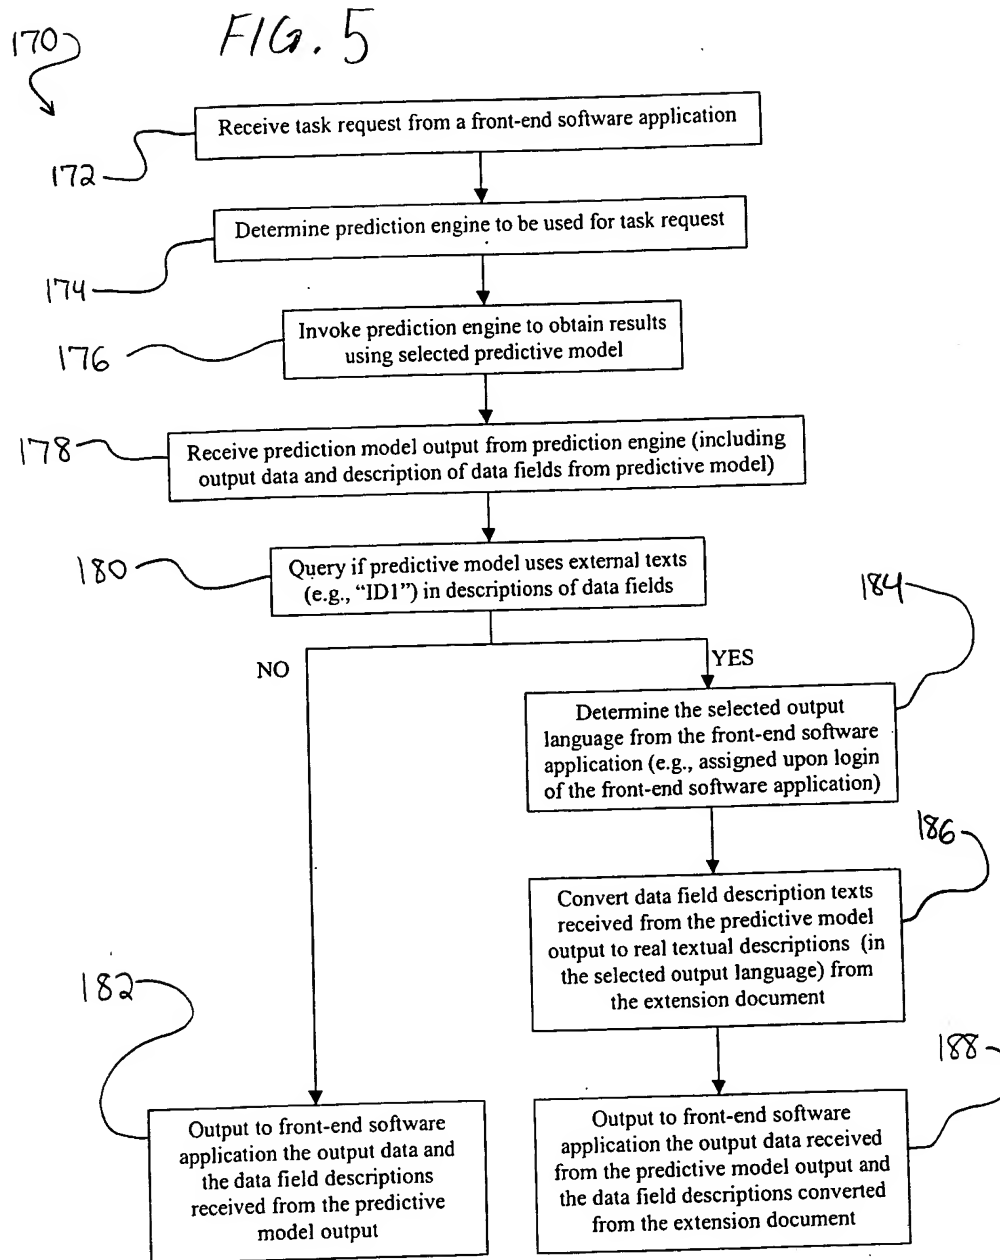 170
FIG. 5
Receive task request from a front-end software application
172
Determine prediction engine to be used for task request
174
Invoke prediction engine to obtain results
using selected predictive model
176
178
Receive prediction model output from prediction engine (including
output data and description of data fields from predictive model)
180
Query if predictive model uses external texts
(e.g., “ID1”) in descriptions of data fields
184
NO
YES
Determine the selected output
language from the front-end software
application (e.g., assigned upon login
of the front-end software application)
186
Convert data field description texts
received from the predictive model
output to real textual descriptions (in
the selected output language) from
the extension document
182
188
Output to front-end software
application the output data and
the data field descriptions
received from the predictive
model output
Output to front-end software
application the output data received
from the predictive model output and
the data field descriptions converted
from the extension document